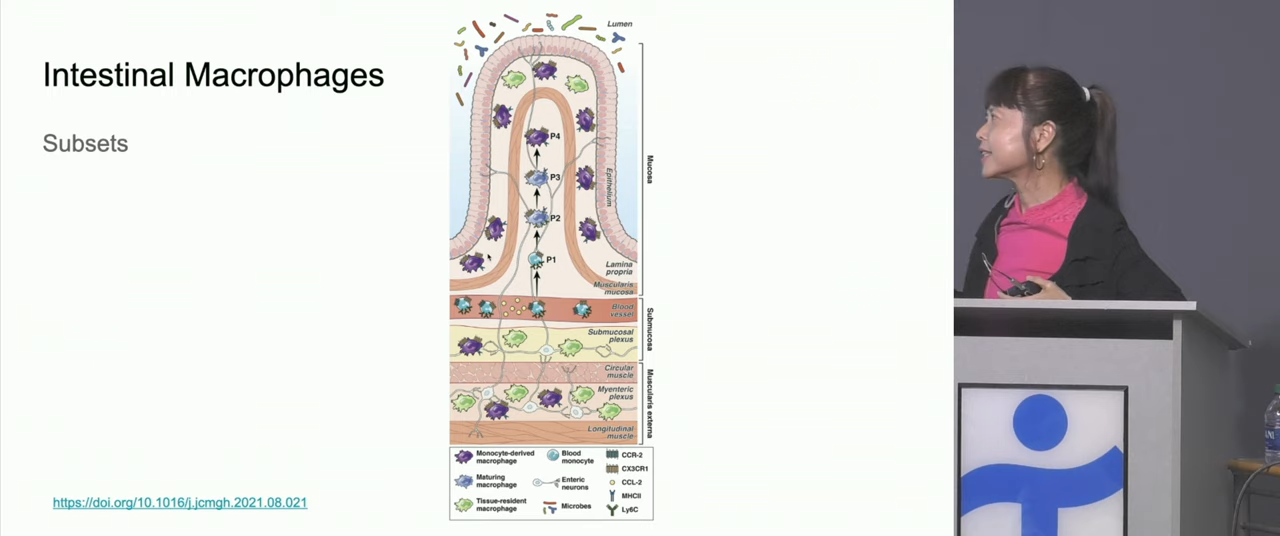 Intestinal Macrophages
Subsets
https://doi.org/10.1016/j.jcmgh.2021.08.021
Lumen
P4
P3
P2
P1
Epithelium
Mucosa
Lamina
propria
Muscularis
mucosa
Blood
vessel
Submucosal
plexus
Submucosa
Circular
muscle
Myenteric
plexus
Longitudinal
muscle
Muscularis externa
Monocyte-derived
macrophage
Maturing
macrophage
Tissue-resident
macrophage
Blood
monocyte
Enteric
neurons
Microbes
CCR-2
CX3CR1
CCL-2
MHCII
Ly6C